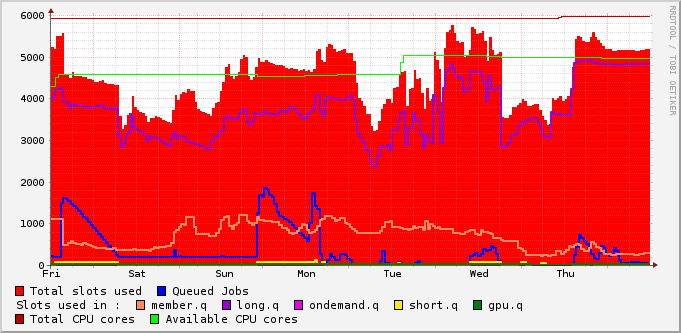 6000
5000
4000
3000
2000
1000
0
Fri Sat Sun Mon Tue Wed Thu
Total slots used Queued Jobs
Slots used in : member.q long.q ondemand.q short.q gpu.q
Total CPU cores Available CPU cores
RRDTOOL / TOBI OETIKER